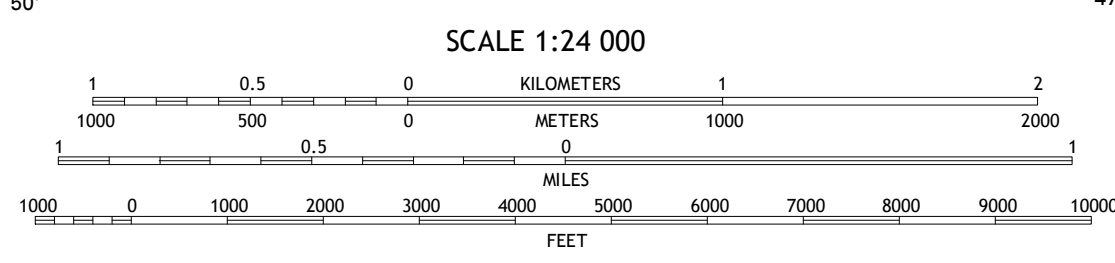 50'
SCALE 1:24 000
1 0.5 0 KILOMETERS 1 2
1000 500 0 METERS 1000 2000
1 0.5 0 1
MILES
1000 0 1000 2000 3000 4000 5000 6000 7000 8000 9000 10000
FEET